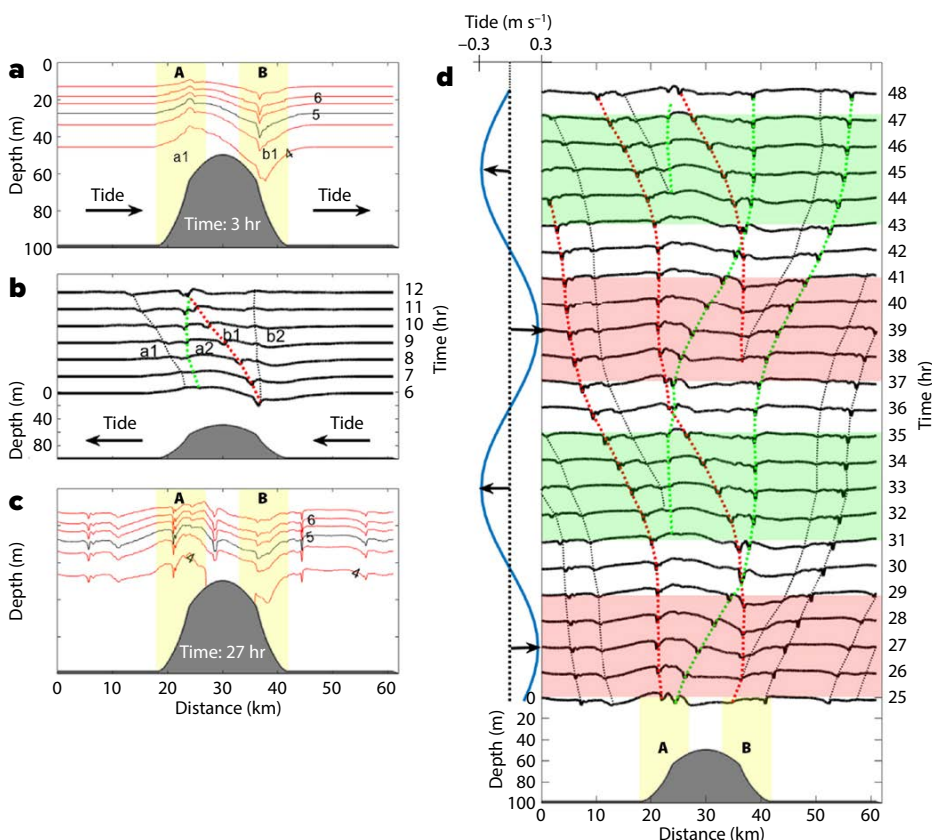 a
0
20
40
60
80
100
Depth (m)
A
B
6
5
4
a1
b1
Tide
Tide
Time: 3 hr
b
0
40
80
Depth (m)
12
11
10
9
8
7
6
Time (hr)
a1
a2
b1
b2
Tide
Tide
c
Depth (m)
A
B
6
5
4
4
Time: 27 hr
0
10
20
30
40
50
60
Distance (km)
d
Tide (m s⁻¹)
−0.3
0.3
48
47
46
45
44
43
42
41
40
39
38
37
36
35
34
33
32
31
30
29
28
27
26
25
Time (hr)
0
20
40
60
80
100
Depth (m)
A
B
0
10
20
30
40
50
60
Distance (km)